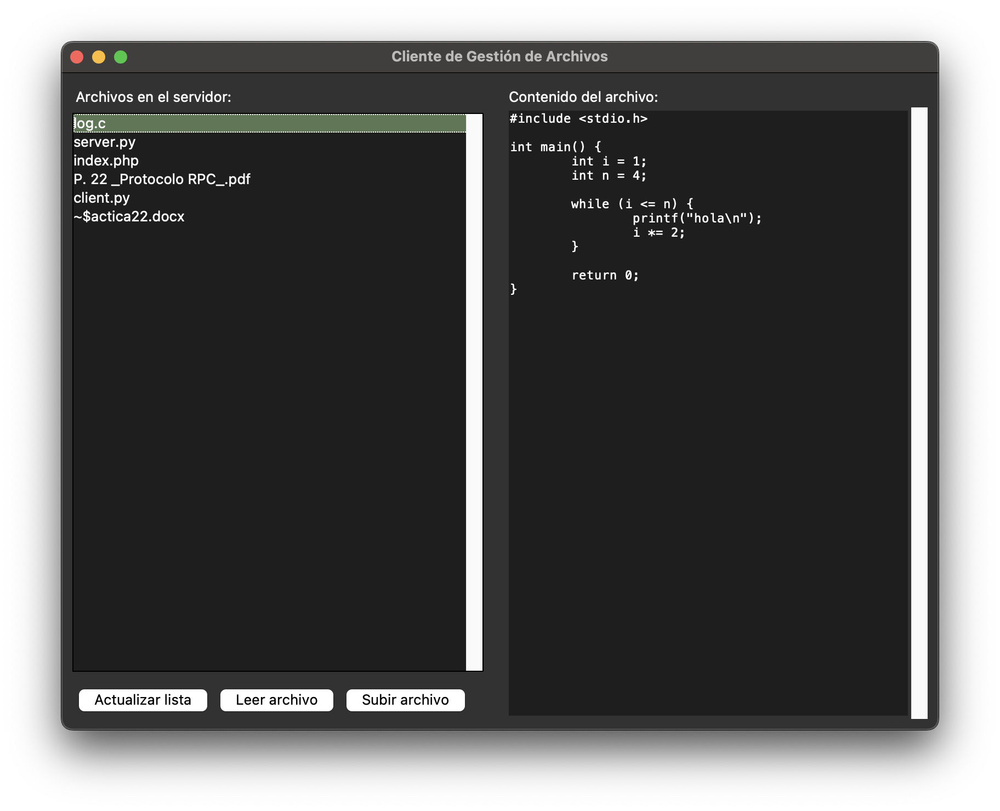 Cliente de Gestión de Archivos
Archivos en el servidor:
log.c
server.py
index.php
P. 22 _Protocolo RPC_.pdf
client.py
~$actica22.docx
Actualizar lista
Leer archivo
Subir archivo
Contenido del archivo:
#include <stdio.h>
int main() {
        int i = 1;
        int n = 4;
        while (i <= n) {
                printf("hola\n");
                i *= 2;
        }
        return 0;
}